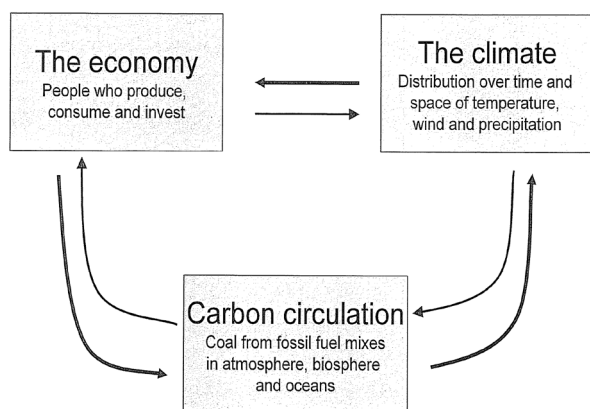 The economy
People who produce,
consume and invest
The climate
Distribution over time and
space of temperature,
wind and precipitation
Carbon circulation
Coal from fossil fuel mixes
in atmosphere, biosphere
and oceans